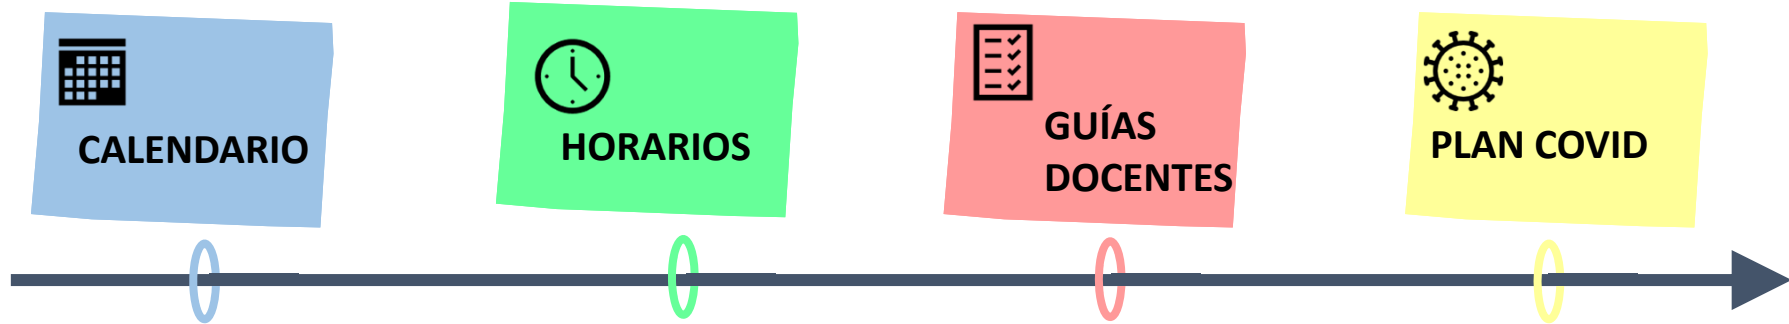 CALENDARIO
HORARIOS
GUÍAS
DOCENTES
PLAN COVID